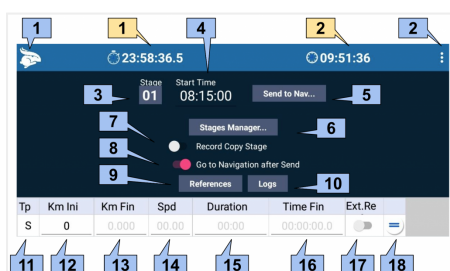 1 1 4 2 2
23:58:36.5 09:51:36
Stage Start Time
3 01 08:15:00 Send to Nav... 5
Stages Manager... 6
7 Record Copy Stage
8 Go to Navigation after Send
9 References Logs 10
Tp Km Ini Km Fin Spd Duration Time Fin Ext.Re
S 0 0.000 00.00 00:00 00:00:00.0
11 12 13 14 15 16 17 18